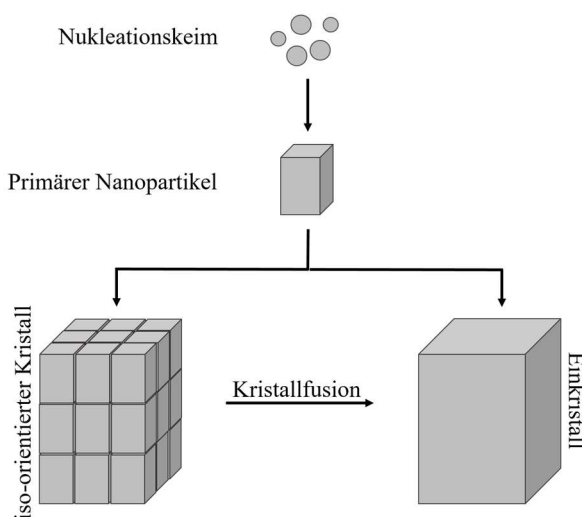 Nukleationskeim
Primärer Nanopartikel
iso-orientierter Kristall
Kristallfusion
Einkristall